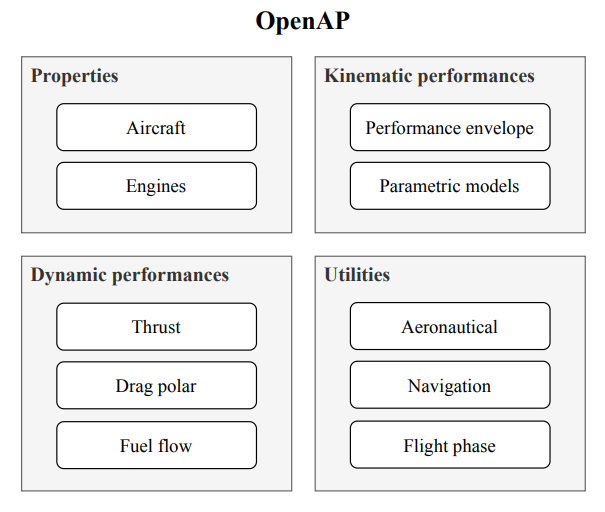 OpenAP
Properties
Aircraft
Engines
Kinematic performances
Performance envelope
Parametric models
Dynamic performances
Thrust
Drag polar
Fuel flow
Utilities
Aeronautical
Navigation
Flight phase